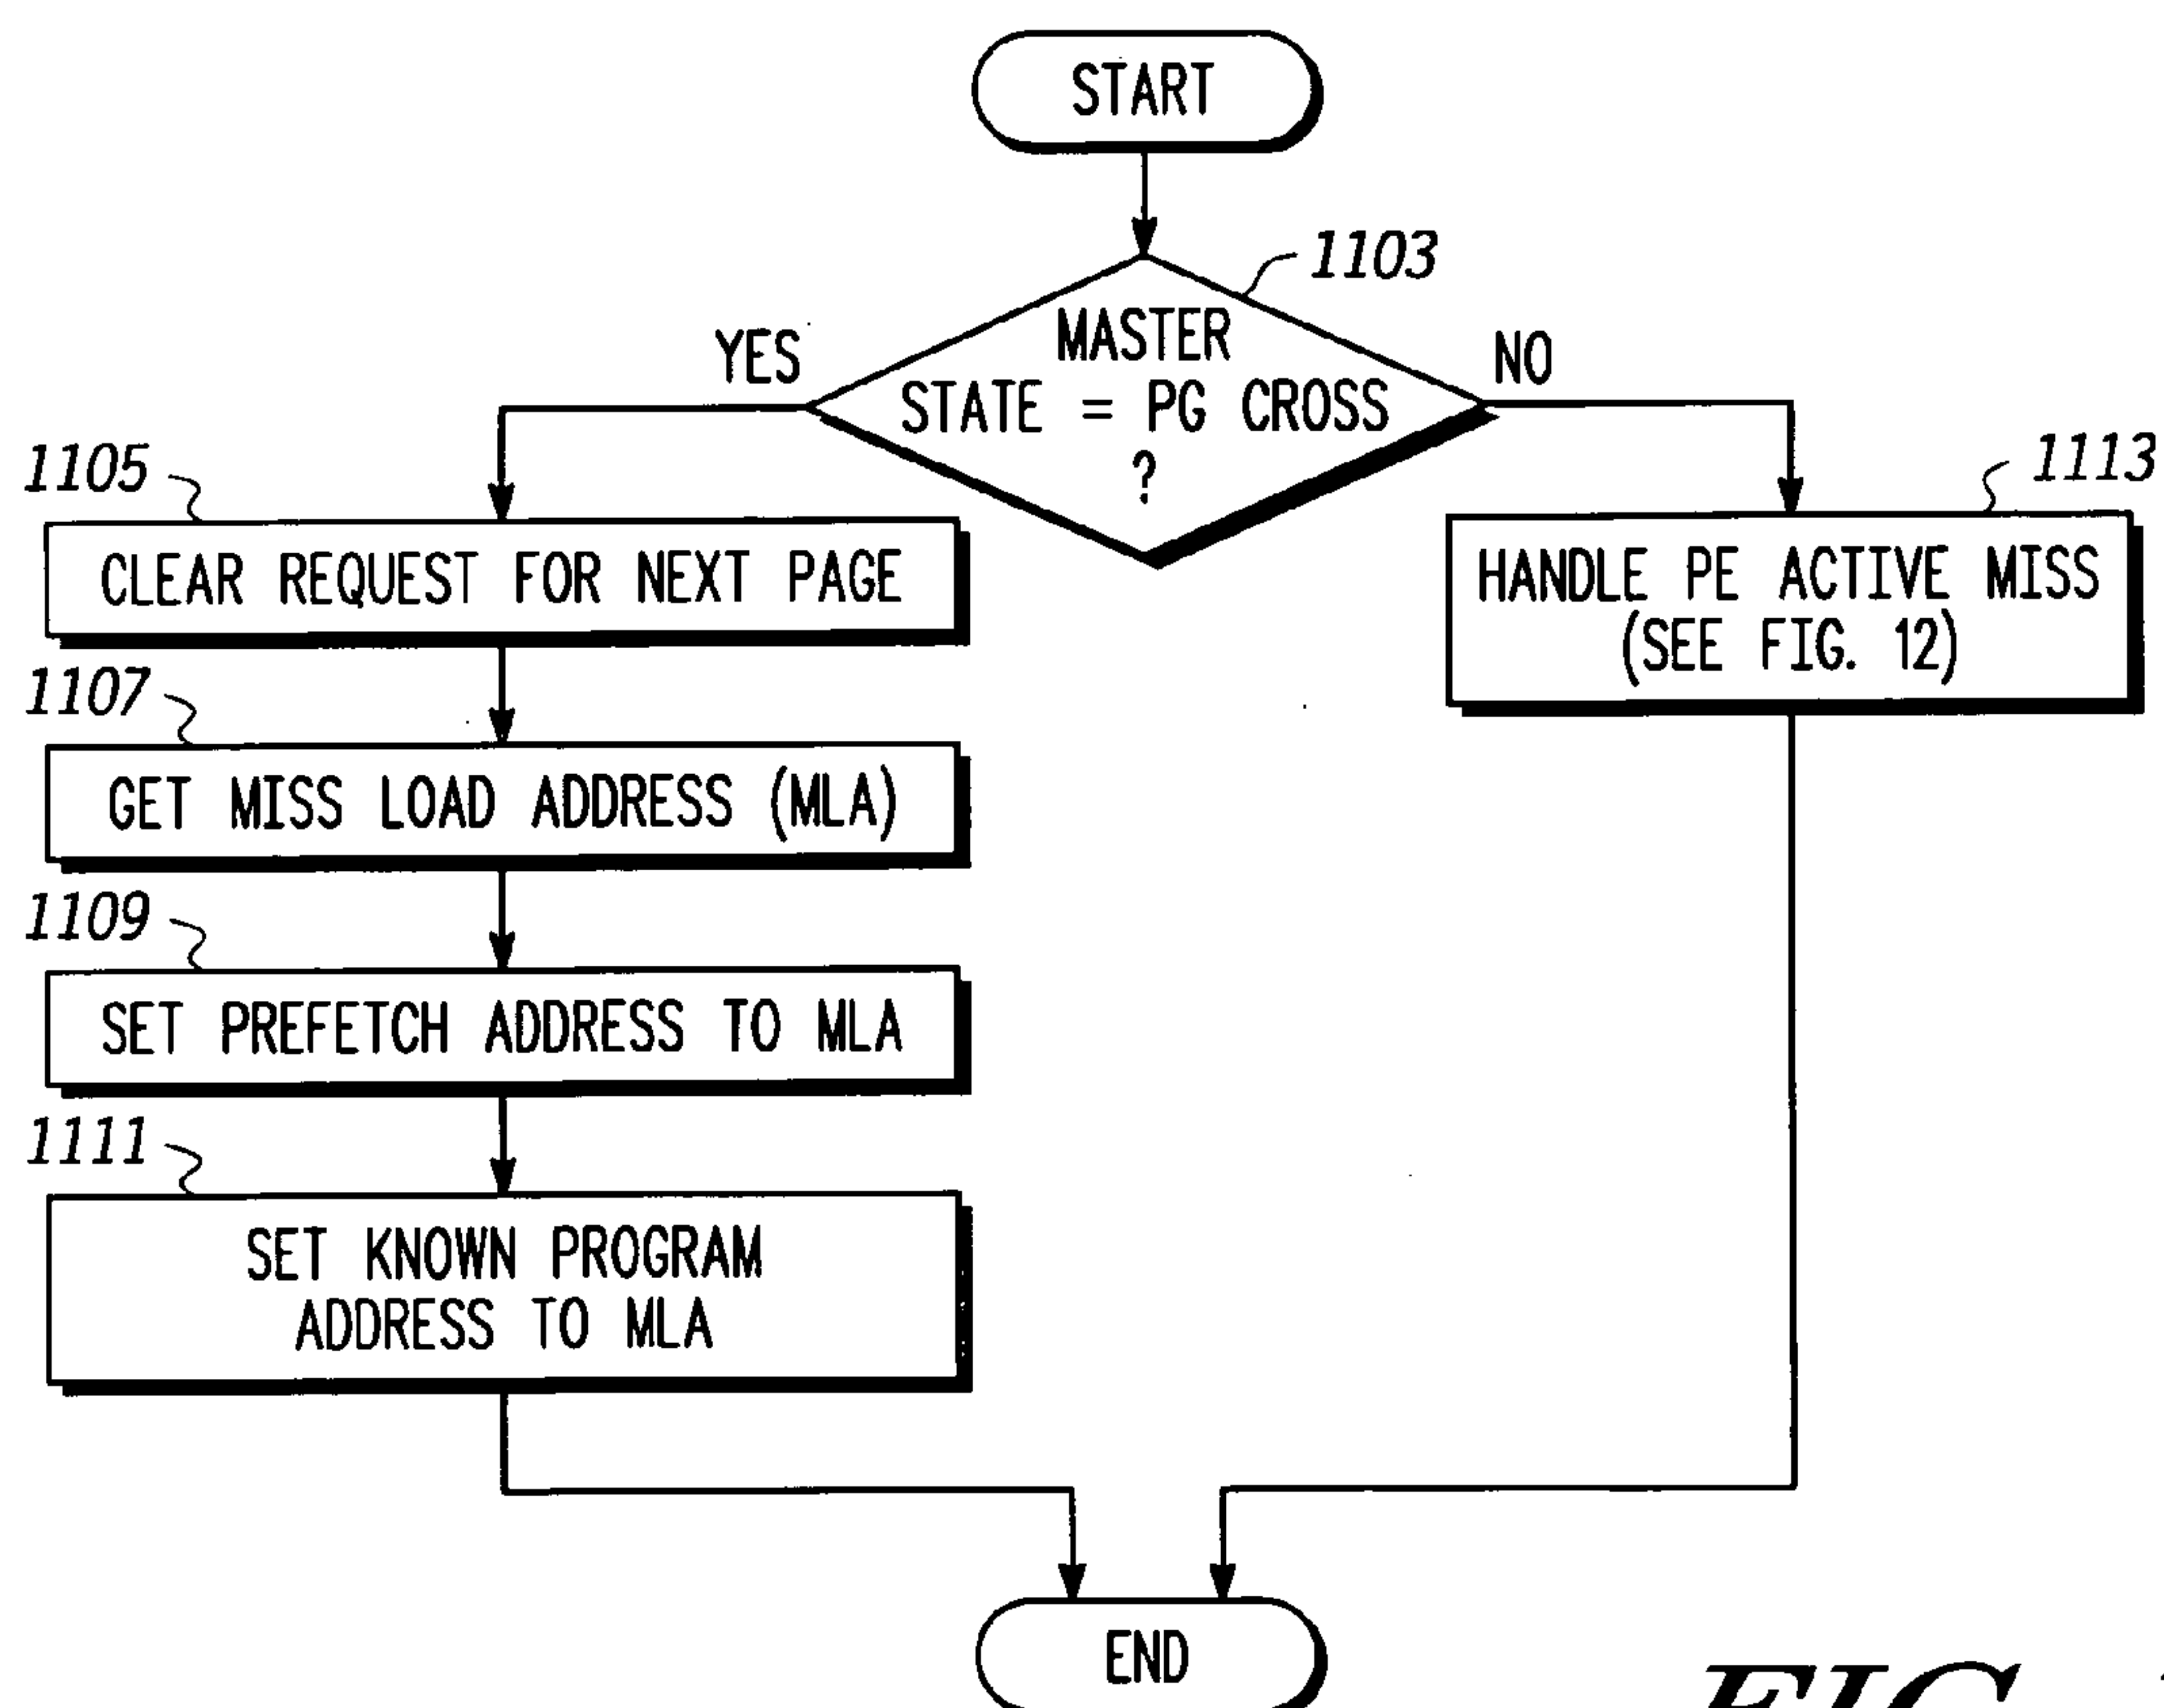 START
1103
MASTER
STATE = PG CROSS
?
YES
NO
1105
CLEAR REQUEST FOR NEXT PAGE
1113
HANDLE PE ACTIVE MISS
(SEE FIG. 12)
1107
GET MISS LOAD ADDRESS (MLA)
1109
SET PREFETCH ADDRESS TO MLA
1111
SET KNOWN PROGRAM
ADDRESS TO MLA
END